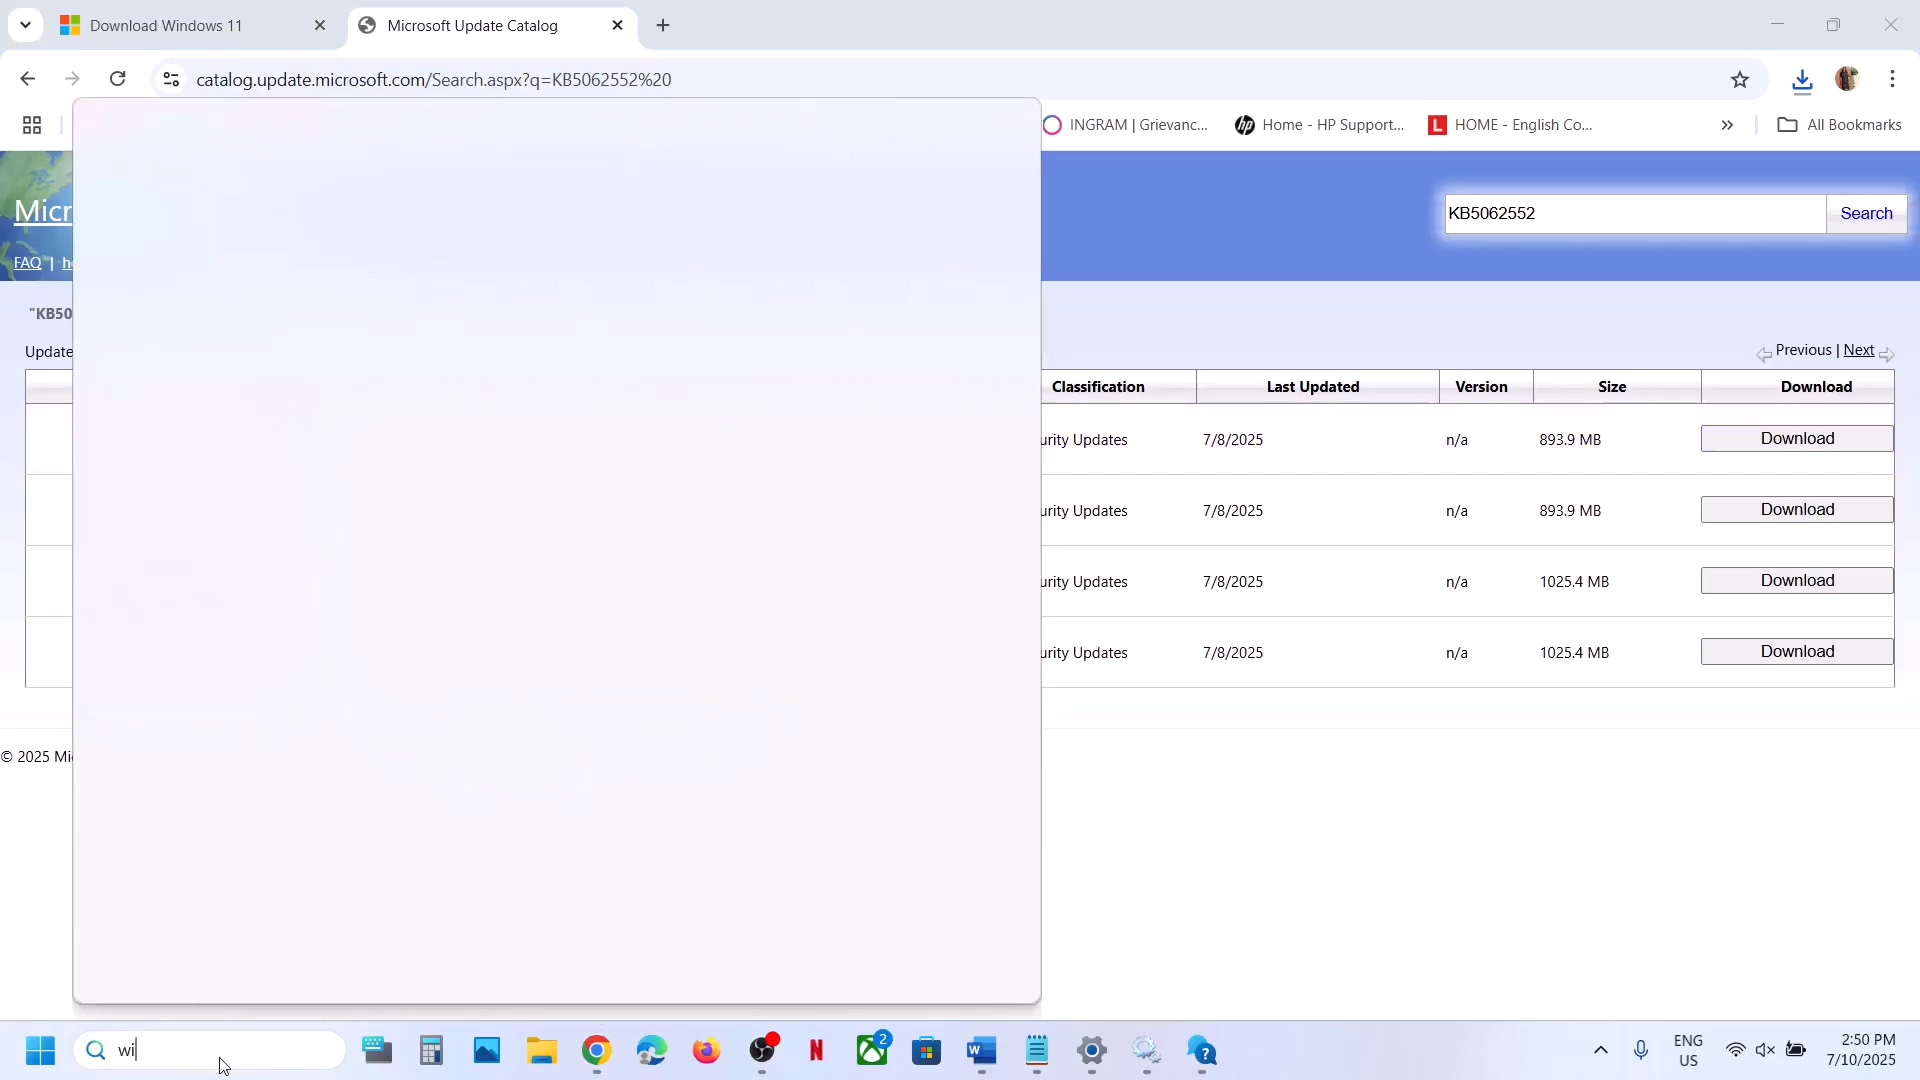 Download Windows 11
Microsoft Update Catalog
catalog.update.microsoft.com/Search.aspx?q=KB5062552%20
INGRAM | Grievanc...
Home - HP Support...
HOME - English Co...
All Bookmarks
Micr
KB5062552
Search
FAQ | h
"KB50
Update
Previous | Next
Classification Last Updated Version Size Download
urity Updates 7/8/2025 n/a 893.9 MB Download
urity Updates 7/8/2025 n/a 893.9 MB Download
urity Updates 7/8/2025 n/a 1025.4 MB Download
urity Updates 7/8/2025 n/a 1025.4 MB Download
© 2025 Mi
wi
2
ENG
US
2:50 PM
7/10/2025